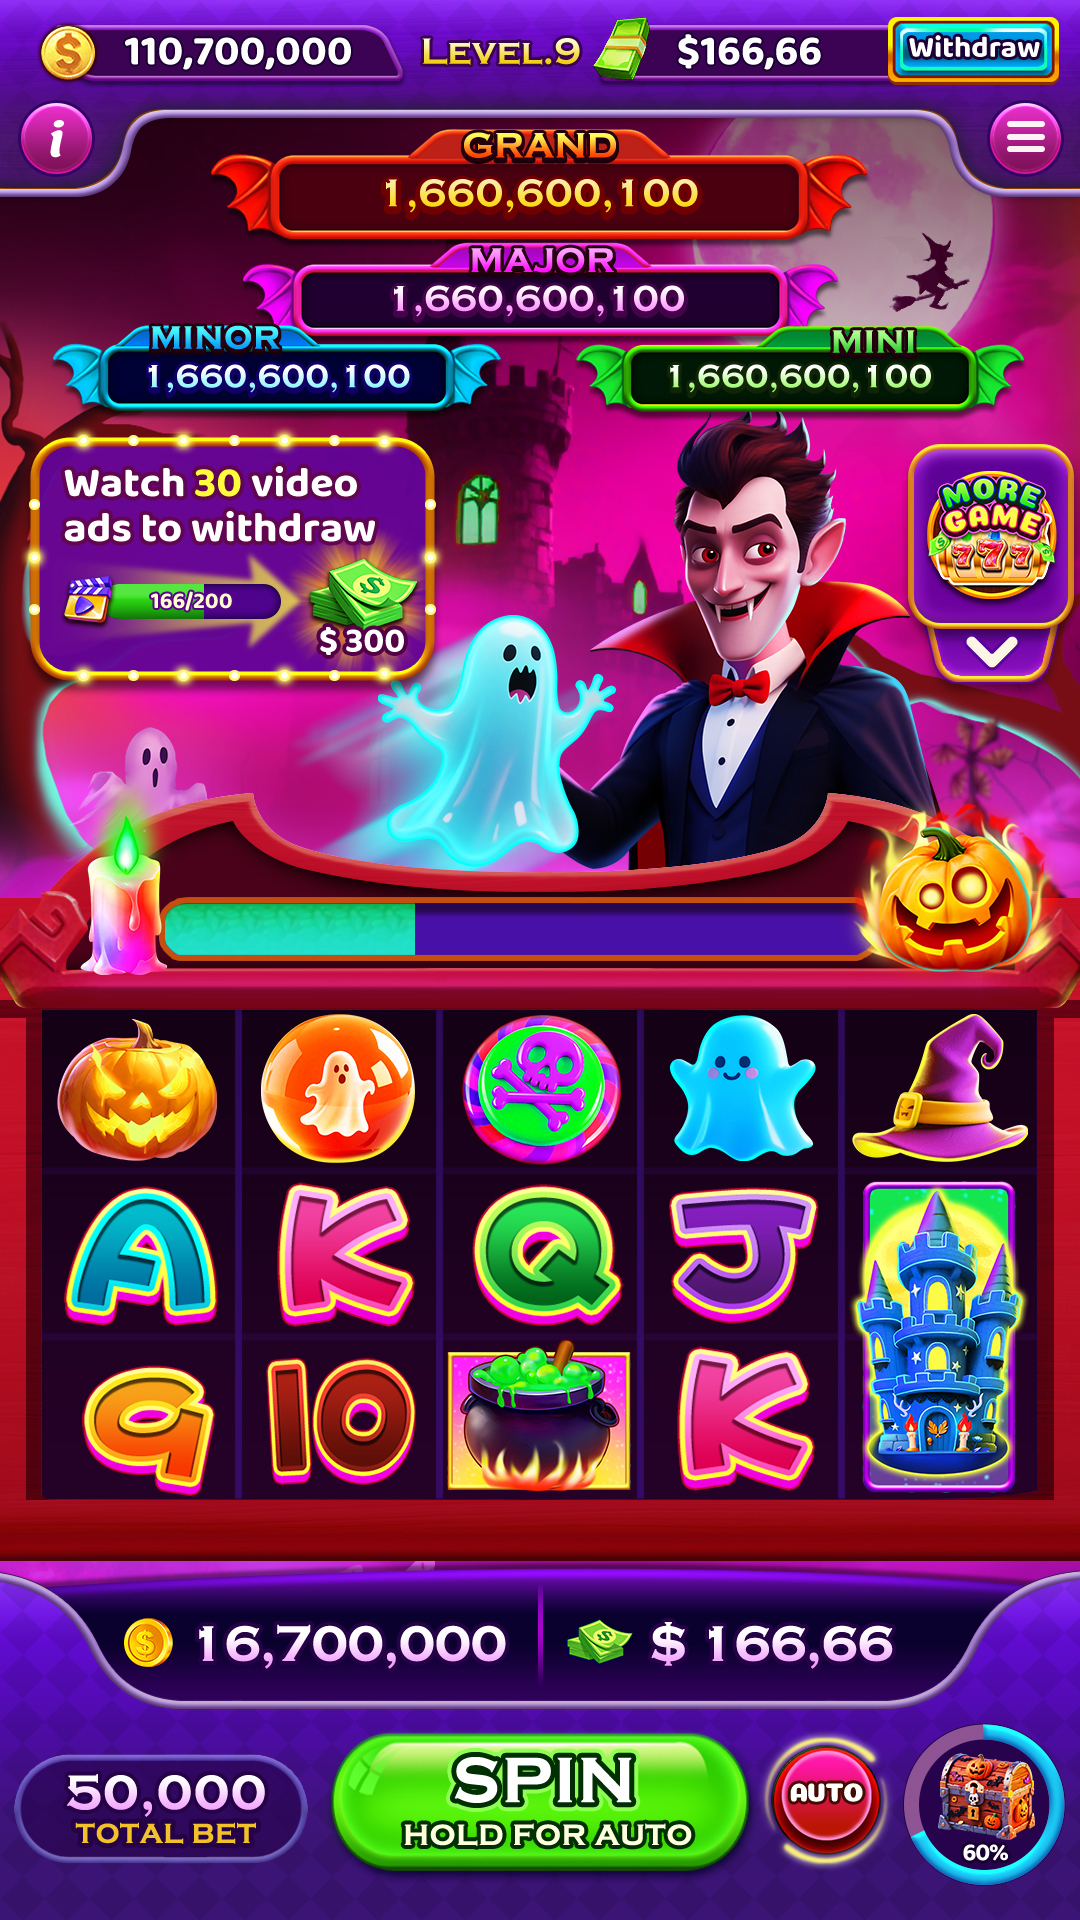 110,700,000
LEVEL.9
$166,66
Withdraw
i
GRAND
1,660,600,100
MAJOR
1,660,600,100
MINOR
1,660,600,100
MINI
1,660,600,100
Watch 30 video
ads to withdraw
166/200
$ 300
MORE
GAME
777
A
K
Q
J
9
10
K
16,700,000
$ 166,66
50,000
TOTAL BET
SPIN
HOLD FOR AUTO
AUTO
60%